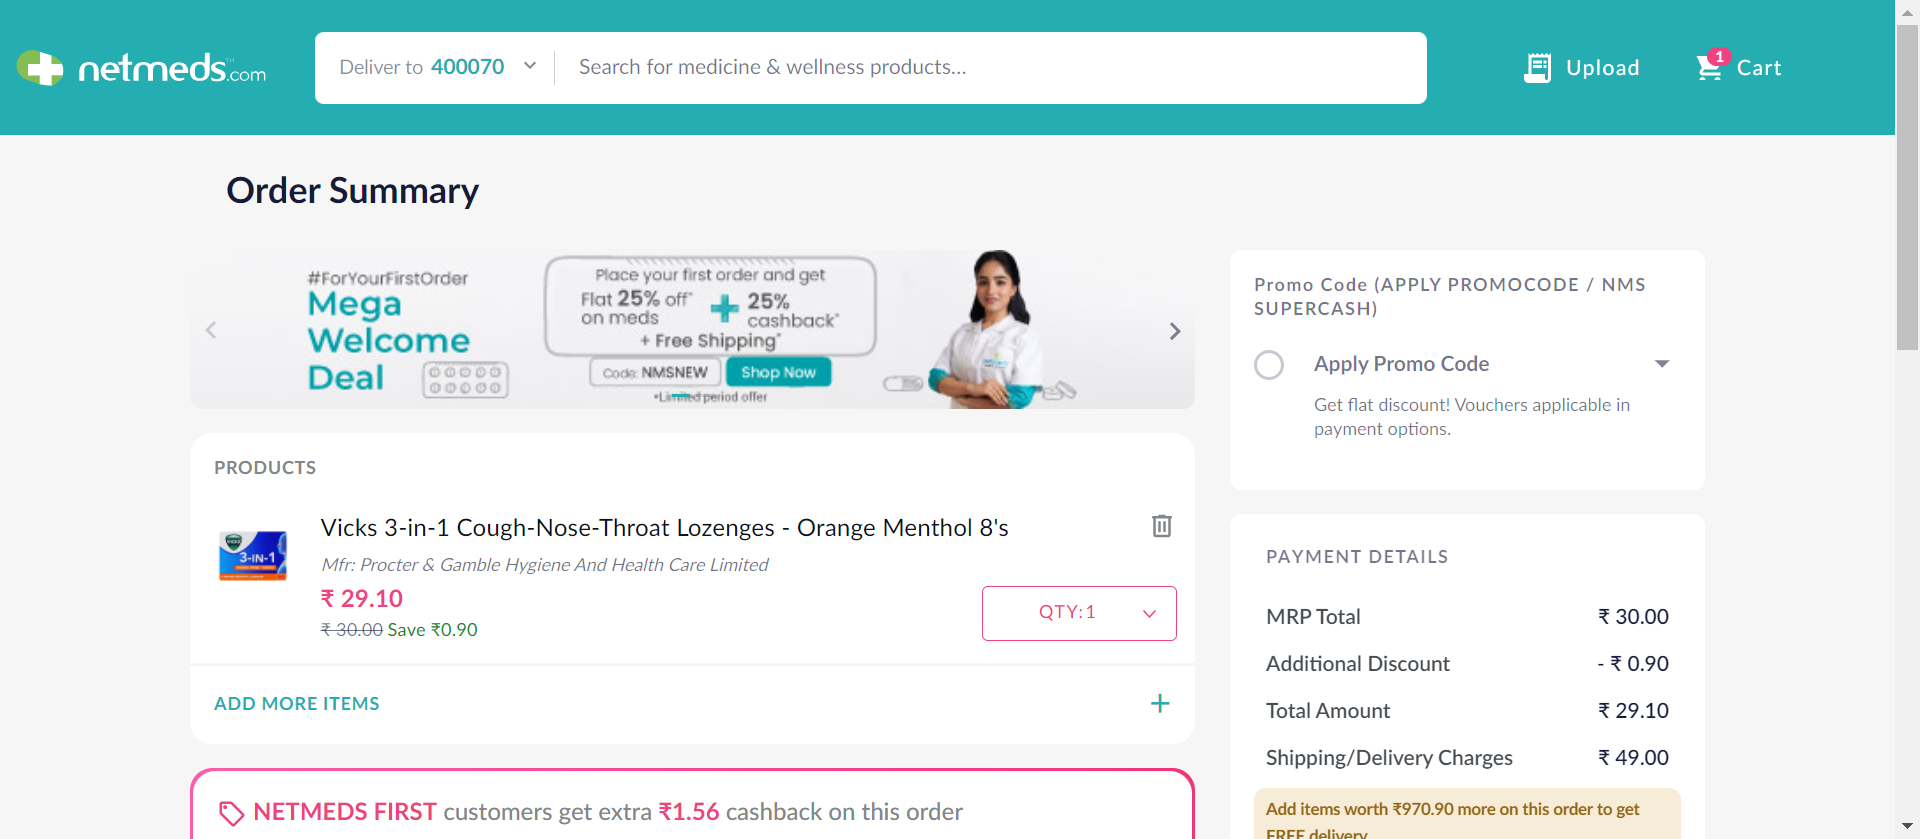 netmeds.com
Deliver to 400070
Search for medicine & wellness products...
Upload
1
Cart
Order Summary
#ForYourFirstOrder
Mega
Welcome
Deal
Place your first order and get
Flat 25% off*
on meds
+
25%
cashback*
+ Free Shipping*
Code: NMSNEW
Shop Now
*Limited period offer
Promo Code (APPLY PROMOCODE / NMS
SUPERCASH)
Apply Promo Code
Get flat discount! Vouchers applicable in
payment options.
PRODUCTS
VICKS
3-IN-1
Vicks 3-in-1 Cough-Nose-Throat Lozenges - Orange Menthol 8's
Mfr: Procter & Gamble Hygiene And Health Care Limited
₹ 29.10
₹ 30.00 Save ₹0.90
QTY:1
ADD MORE ITEMS +
NETMEDS FIRST customers get extra ₹1.56 cashback on this order
PAYMENT DETAILS
MRP Total ₹ 30.00
Additional Discount - ₹ 0.90
Total Amount ₹ 29.10
Shipping/Delivery Charges ₹ 49.00
Add items worth ₹970.90 more on this order to get
FREE delivery